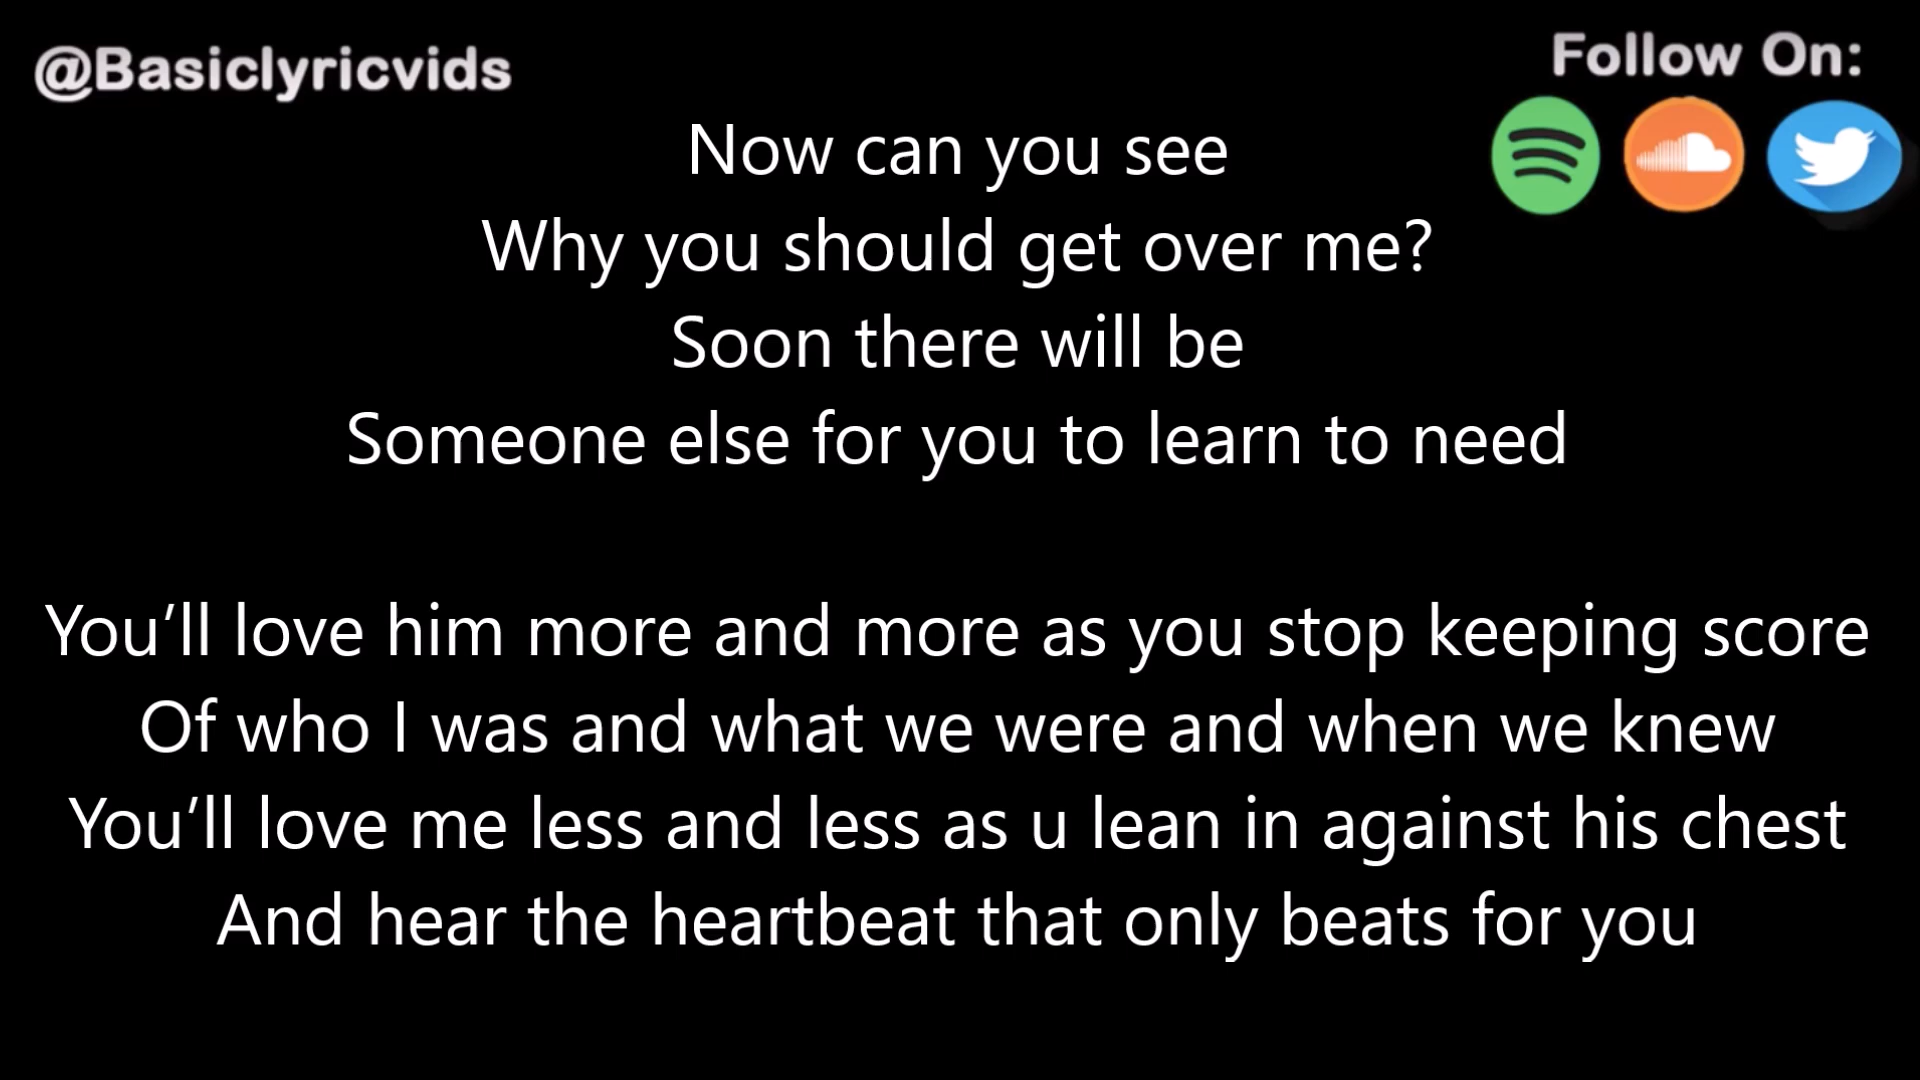 @Basiclyricvids
Follow On:
Now can you see
Why you should get over me?
Soon there will be
Someone else for you to learn to need
You’ll love him more and more as you stop keeping score
Of who I was and what we were and when we knew
You’ll love me less and less as u lean in against his chest
And hear the heartbeat that only beats for you